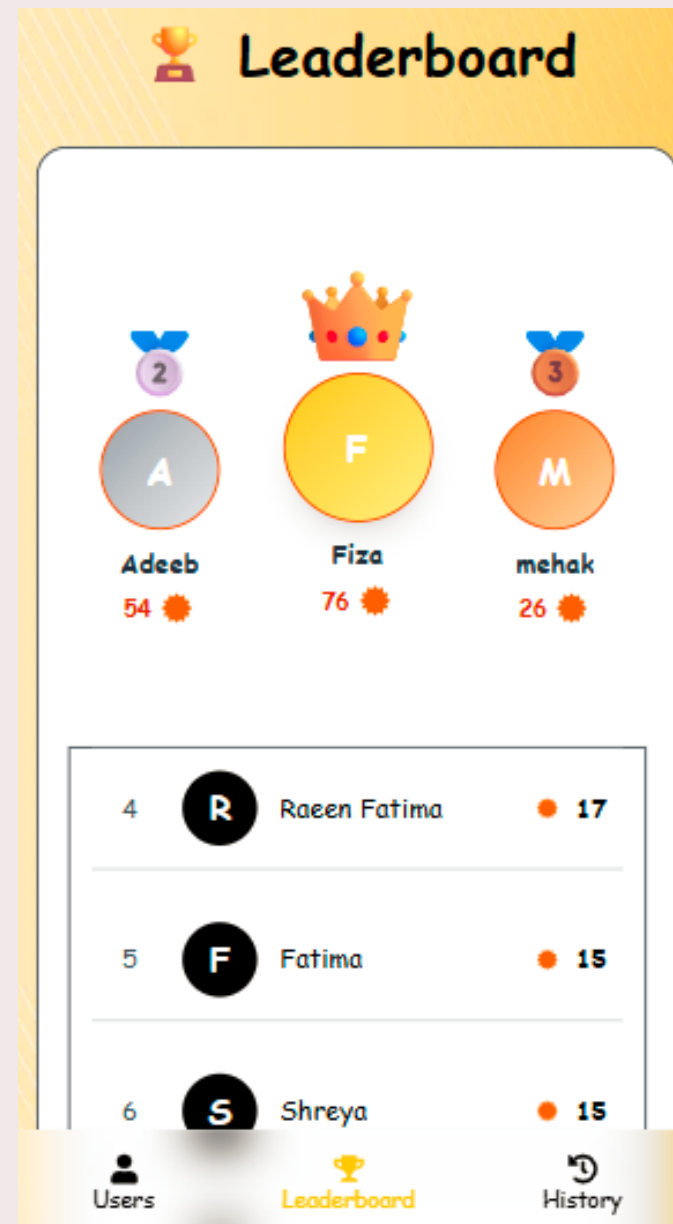 Leaderboard
2
3
A
F
M
Adeeb
Fiza
mehak
54
76
26
4 R Raeen Fatima 17
5 F Fatima 15
6 S Shreya 15
Users Leaderboard History